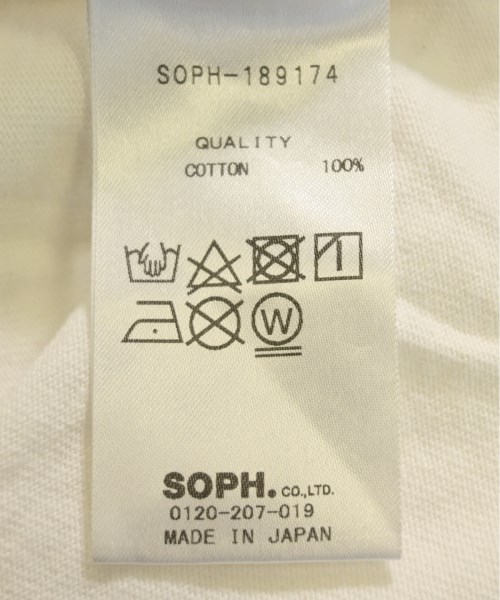 SOPH-189174
QUALITY
COTTON 100%
W
SOPH. CO.,LTD.
0120-207-019
MADE IN JAPAN